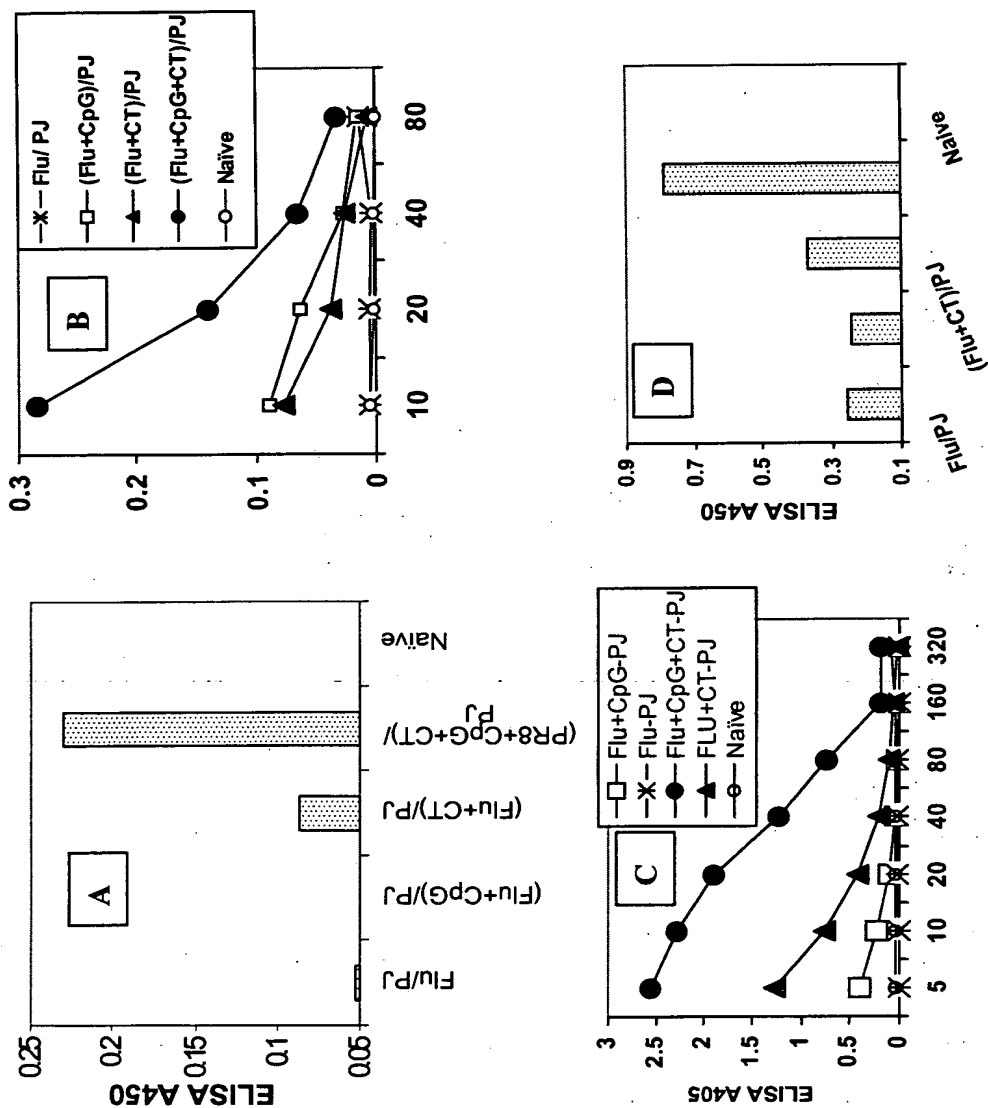 A
0.25
0.2
0.15
0.1
0.05
ELISA A450
Flu/PJ
(Flu+CpG)/PJ
(Flu+CT)/PJ
(PR8+CpG+CT)/
PJ
Naïve
B
0.3
0.2
0.1
0
10
20
40
80
Flu/ PJ
(Flu+CpG)/PJ
(Flu+CT)/PJ
(Flu+CpG+CT)/PJ
Naïve
C
3
2.5
2
1.5
1
0.5
0
ELISA A405
5
10
20
40
80
160
320
Flu+CpG-PJ
Flu-PJ
Flu+CpG+CT-PJ
FLU+CT-PJ
Naïve
D
0.9
0.7
0.5
0.3
0.1
ELISA A450
Flu/PJ
(Flu+CT)/PJ
Naïve